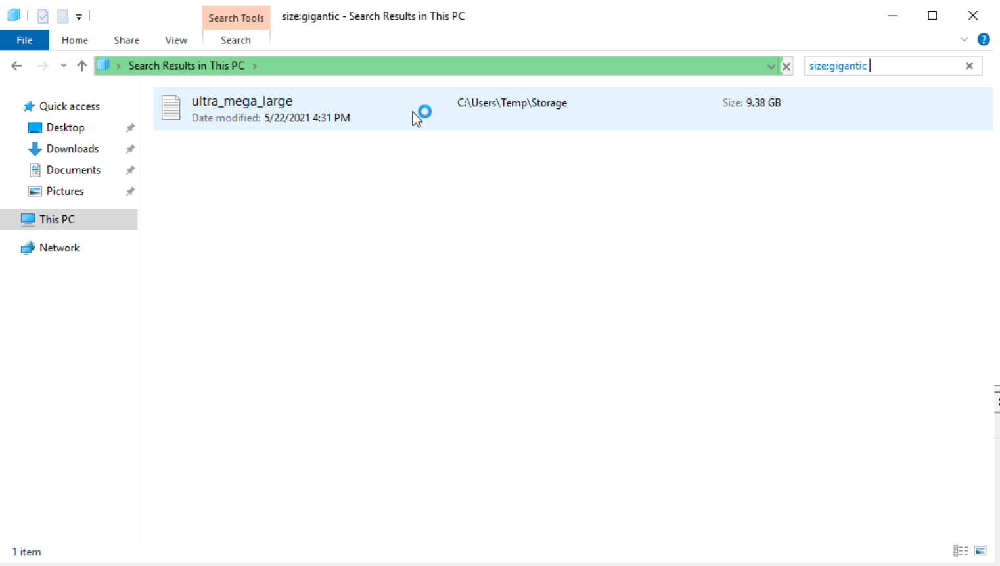 Search Tools
size:gigantic - Search Results in This PC
File Home Share View Search
Search Results in This PC
size:gigantic
Quick access
Desktop
Downloads
Documents
Pictures
This PC
Network
ultra_mega_large
Date modified: 5/22/2021 4:31 PM
C:\Users\Temp\Storage
Size: 9.38 GB
1 item